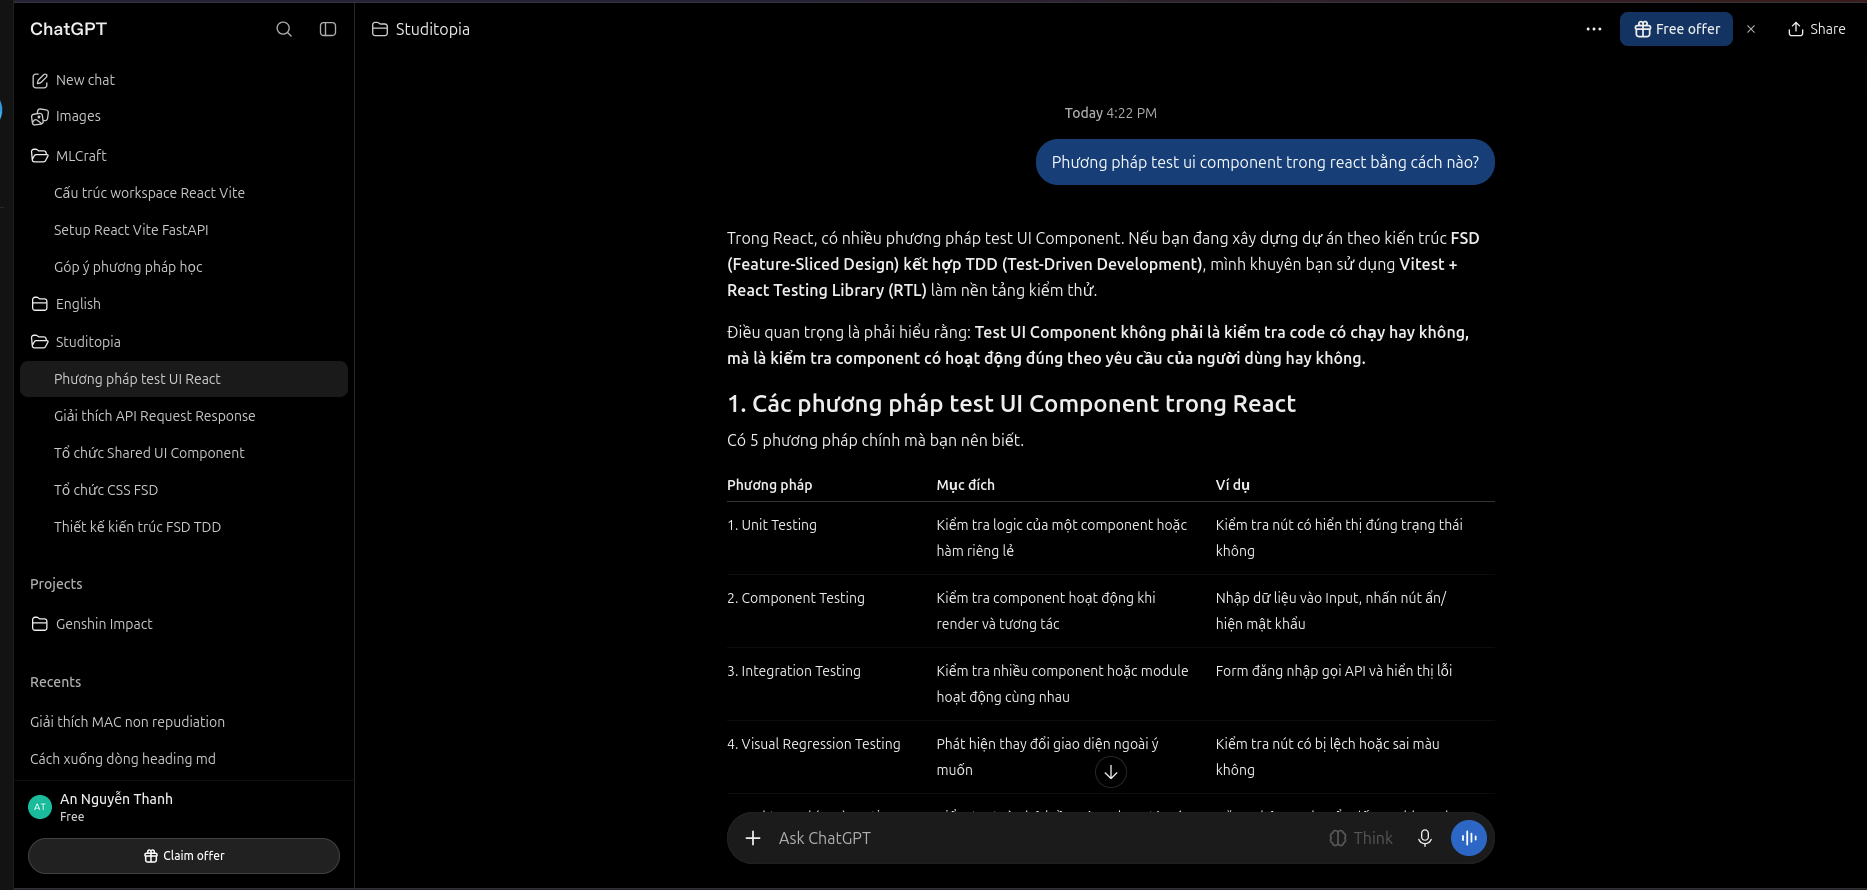 ChatGPT
New chat
Images
MLCraft
Cấu trúc workspace React Vite
Setup React Vite FastAPI
Góp ý phương pháp học
English
Studitopia
Phương pháp test UI React
Giải thích API Request Response
Tổ chức Shared UI Component
Tổ chức CSS FSD
Thiết kế kiến trúc FSD TDD
Projects
Genshin Impact
Recents
Giải thích MAC non repudiation
Cách xuống dòng heading md
AT
An Nguyễn Thanh
Free
Claim offer
Studitopia
Free offer
Share
Today 4:22 PM
Phương pháp test ui component trong react bằng cách nào?
Trong React, có nhiều phương pháp test UI Component. Nếu bạn đang xây dựng dự án theo kiến trúc FSD
(Feature-Sliced Design) kết hợp TDD (Test-Driven Development), mình khuyên bạn sử dụng Vitest +
React Testing Library (RTL) làm nền tảng kiểm thử.
Điều quan trọng là phải hiểu rằng: Test UI Component không phải là kiểm tra code có chạy hay không,
mà là kiểm tra component có hoạt động đúng theo yêu cầu của người dùng hay không.
1. Các phương pháp test UI Component trong React
Có 5 phương pháp chính mà bạn nên biết.
Phương pháp Mục đích Ví dụ
1. Unit Testing Kiểm tra logic của một component hoặc Kiểm tra nút có hiển thị đúng trạng thái
hàm riêng lẻ không
2. Component Testing Kiểm tra component hoạt động khi Nhập dữ liệu vào Input, nhấn nút ẩn/
render và tương tác hiện mật khẩu
3. Integration Testing Kiểm tra nhiều component hoặc module Form đăng nhập gọi API và hiển thị lỗi
hoạt động cùng nhau
4. Visual Regression Testing Phát hiện thay đổi giao diện ngoài ý Kiểm tra nút có bị lệch hoặc sai màu
muốn không
Ask ChatGPT
Think